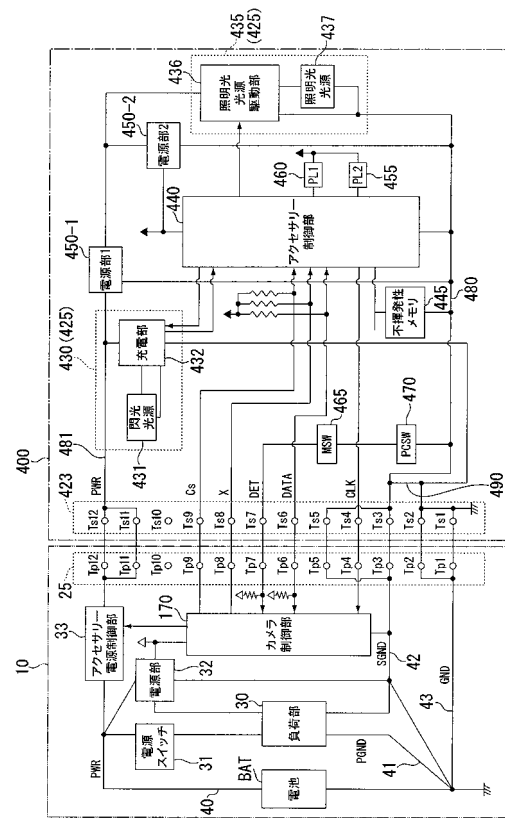 10
33
アクセサリー
電源制御部
PWR
電源
スイッチ
31
電源部
32
170
カメラ
制御部
30
負荷部
BAT
電池
40
PGND
41
SGND
42
GND
43
25
Tp12
Tp11
Tp10
Tp9
Tp8
Tp7
Tp6
Tp5
Tp4
Tp3
Tp2
Tp1
400
423
Ts12
Ts11
Ts10
Ts9
Ts8
Ts7
Ts6
Ts5
Ts4
Ts3
Ts2
Ts1
PWR
Cs
X
DET
DATA
CLK
481
430(425)
閃光
光源
431
充電部
432
450-1
電源部1
450-2
電源部2
440
アクセサリー
制御部
435
(425)
436
照明光
光源
駆動部
437
照明光
光源
460
PL1
PL2
455
465
MSW
470
PCSW
不揮発性
メモリ
445
480
490